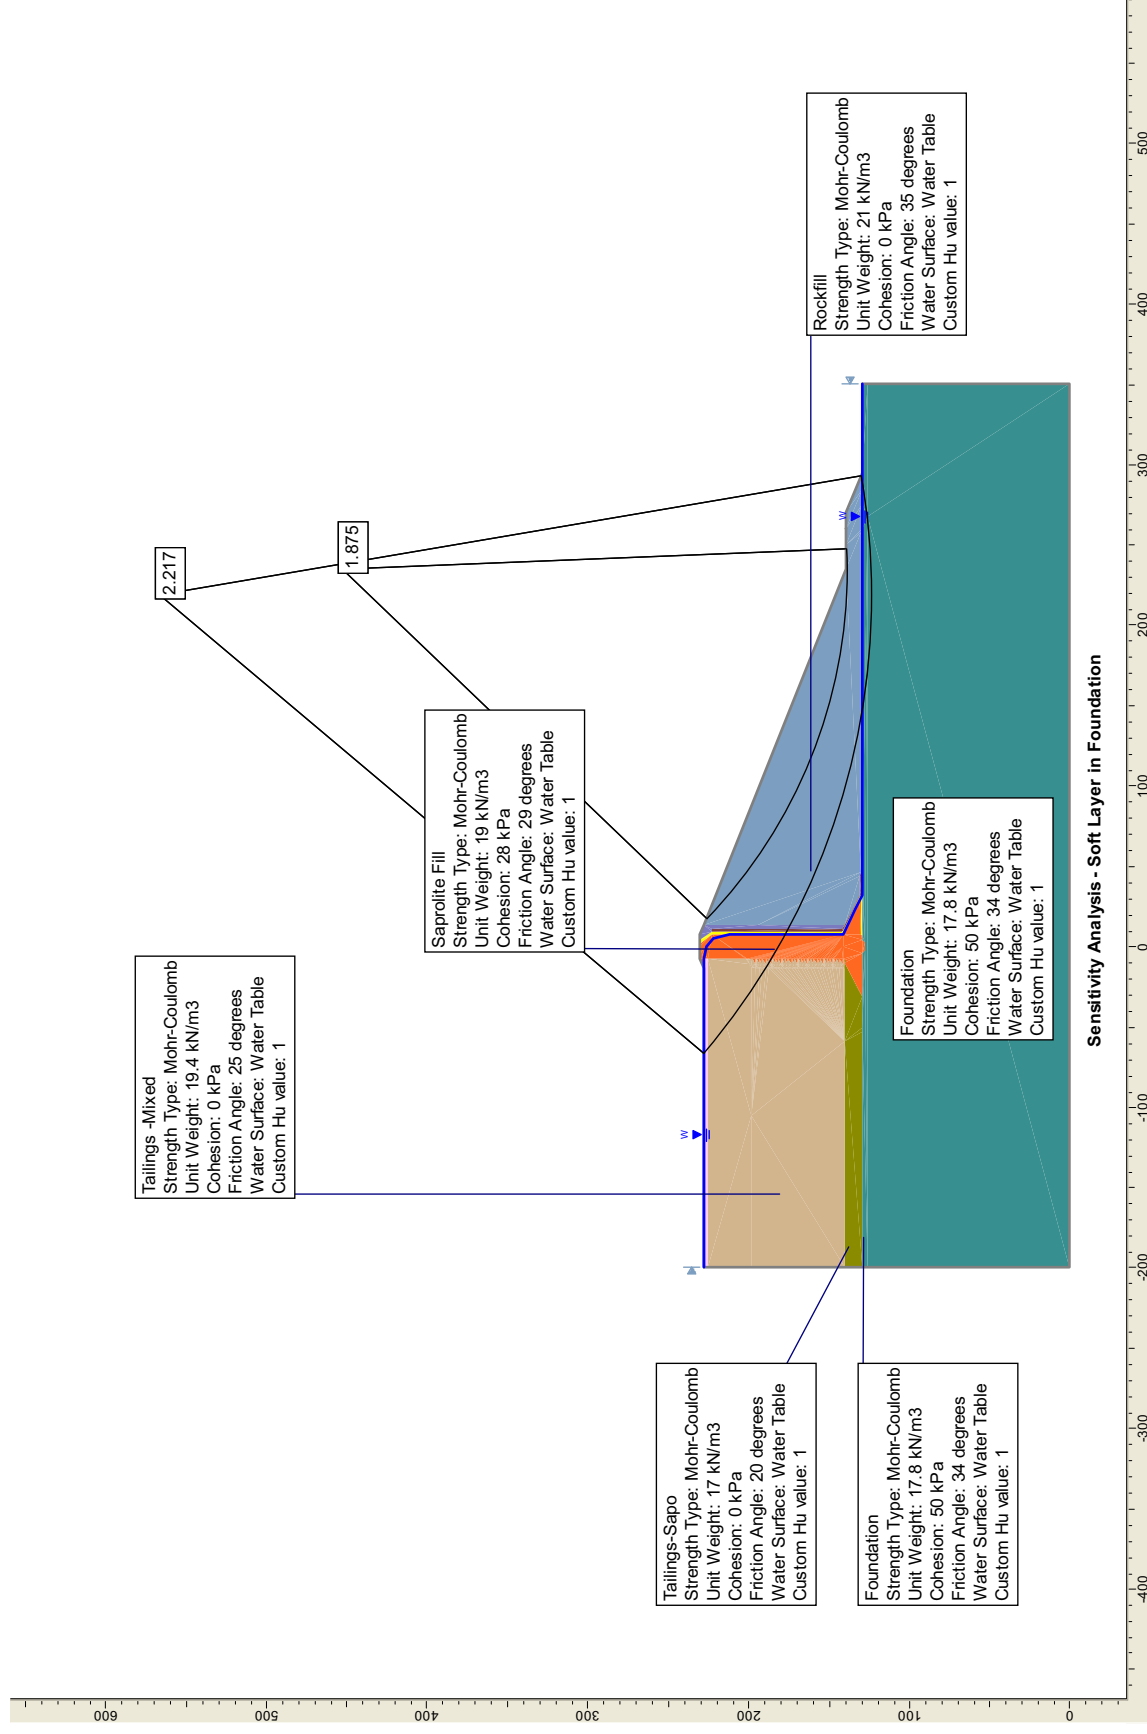 2.217
1.875
Tailings -Mixed
Strength Type: Mohr-Coulomb
Unit Weight: 19.4 kN/m3
Cohesion: 0 kPa
Friction Angle: 25 degrees
Water Surface: Water Table
Custom Hu value: 1
Saprolite Fill
Strength Type: Mohr-Coulomb
Unit Weight: 19 kN/m3
Cohesion: 28 kPa
Friction Angle: 29 degrees
Water Surface: Water Table
Custom Hu value: 1
Rockfill
Strength Type: Mohr-Coulomb
Unit Weight: 21 kN/m3
Cohesion: 0 kPa
Friction Angle: 35 degrees
Water Surface: Water Table
Custom Hu value: 1
Tailings-Sapo
Strength Type: Mohr-Coulomb
Unit Weight: 17 kN/m3
Cohesion: 0 kPa
Friction Angle: 20 degrees
Water Surface: Water Table
Custom Hu value: 1
Foundation
Strength Type: Mohr-Coulomb
Unit Weight: 17.8 kN/m3
Cohesion: 50 kPa
Friction Angle: 34 degrees
Water Surface: Water Table
Custom Hu value: 1
Foundation
Strength Type: Mohr-Coulomb
Unit Weight: 17.8 kN/m3
Cohesion: 50 kPa
Friction Angle: 34 degrees
Water Surface: Water Table
Custom Hu value: 1
W
W
Sensitivity Analysis - Soft Layer in Foundation
600
500
400
300
200
100
0
-400
-300
-200
-100
0
100
200
300
400
500